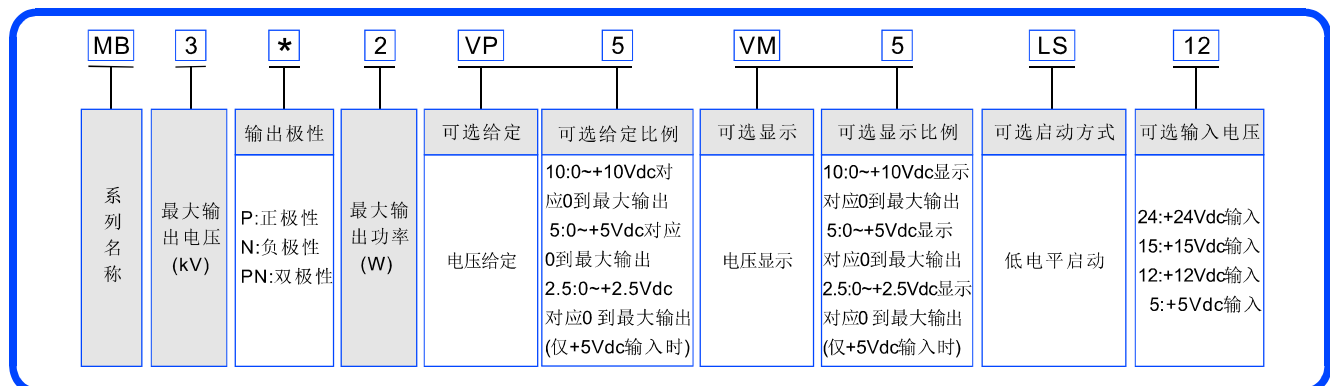 MB 3 * 2 VP 5 VM 5 LS 12
系
列
名
称
最大输
出电压
(kV)
输出极性
P:正极性
N:负极性
PN:双极性
最大输
出功率
(W)
可选给定
电压给定
可选给定比例
10:0~+10Vdc对
应0到最大输出
5:0~+5Vdc对应
0到最大输出
2.5:0~+2.5Vdc
对应0 到最大输出
(仅+5Vdc输入时)
可选显示
电压显示
可选显示比例
10:0~+10Vdc显示
对应0到最大输出
5:0~+5Vdc显示
对应0到最大输出
2.5:0~+2.5Vdc显示
对应0 到最大输出
(仅+5Vdc输入时)
可选启动方式
低电平启动
可选输入电压
24:+24Vdc输入
15:+15Vdc输入
12:+12Vdc输入
5:+5Vdc输入